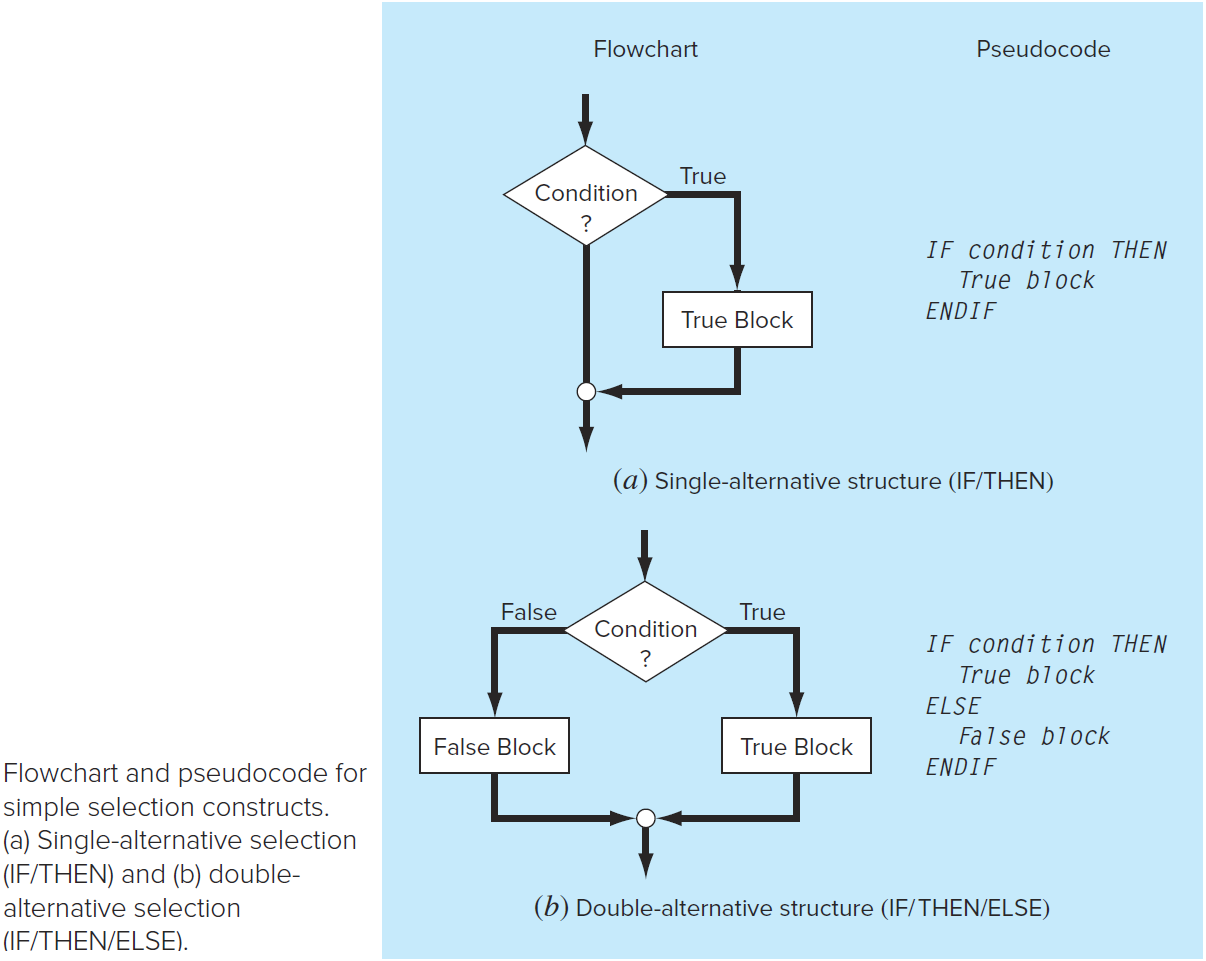 Flowchart
Pseudocode
Condition
?
True
True Block
IF condition THEN
True block
ENDIF
(a) Single-alternative structure (IF/THEN)
False
Condition
?
True
False Block
True Block
IF condition THEN
True block
ELSE
False block
ENDIF
(b) Double-alternative structure (IF/THEN/ELSE)
Flowchart and pseudocode for
simple selection constructs.
(a) Single-alternative selection
(IF/THEN) and (b) double-
alternative selection
(IF/THEN/ELSE).